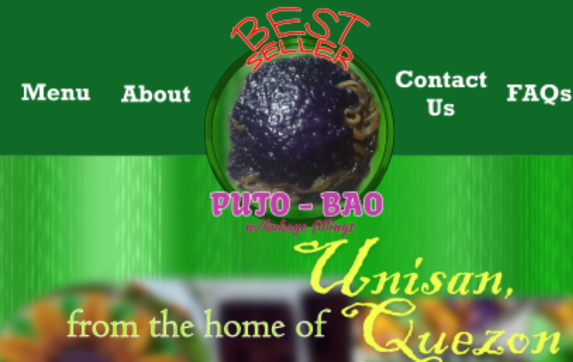 BEST
SELLER
Menu
About
Contact
Us
FAQs
PUTO - BAO
w/bukayo fillings
Unisan,
from the home of
Quezon